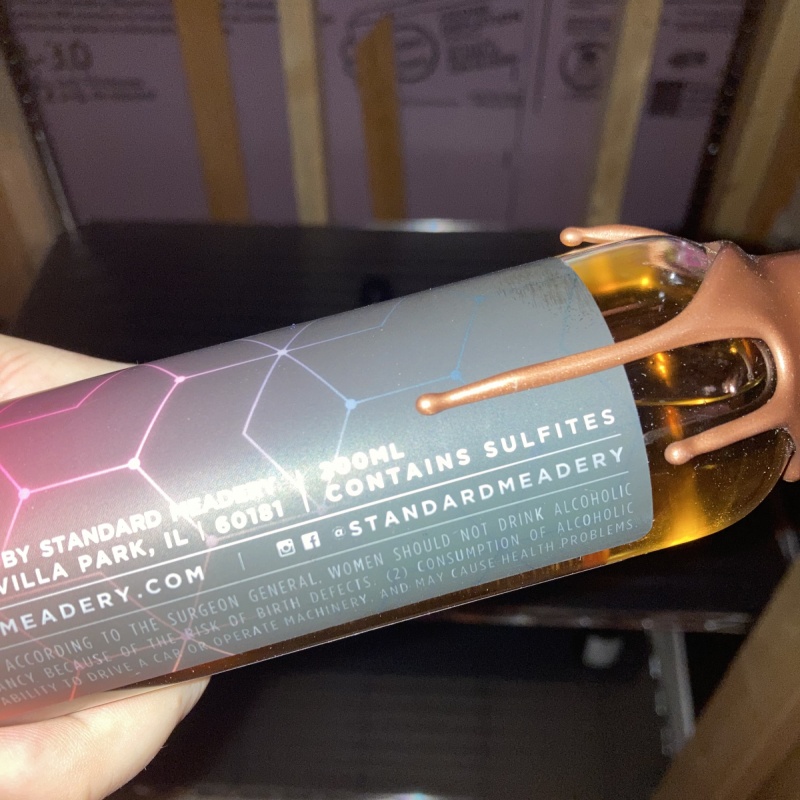 -10
BY STANDARD MEADERY | 200ML
VILLA PARK, IL | 60181 | CONTAINS SULFITES
MEADERY.COM | @STANDARDMEADERY
ACCORDING TO THE SURGEON GENERAL, WOMEN SHOULD NOT DRINK ALCOHOLIC
ANCY BECAUSE OF THE RISK OF BIRTH DEFECTS. (2) CONSUMPTION OF ALCOHOLIC
ABILITY TO DRIVE A CAR OR OPERATE MACHINERY, AND MAY CAUSE HEALTH PROBLEMS